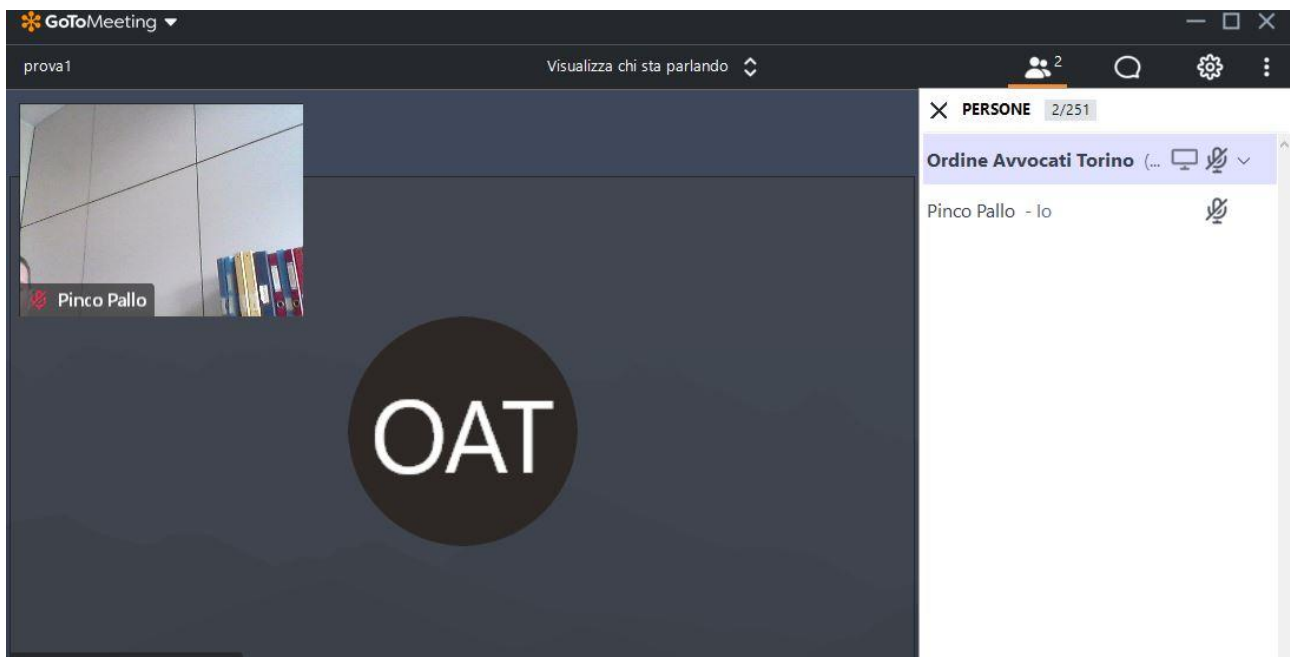 GoToMeeting
prova1
Visualizza chi sta parlando
2
PERSONE 2/251
Ordine Avvocati Torino (...
Pinco Pallo - Io
Pinco Pallo
OAT